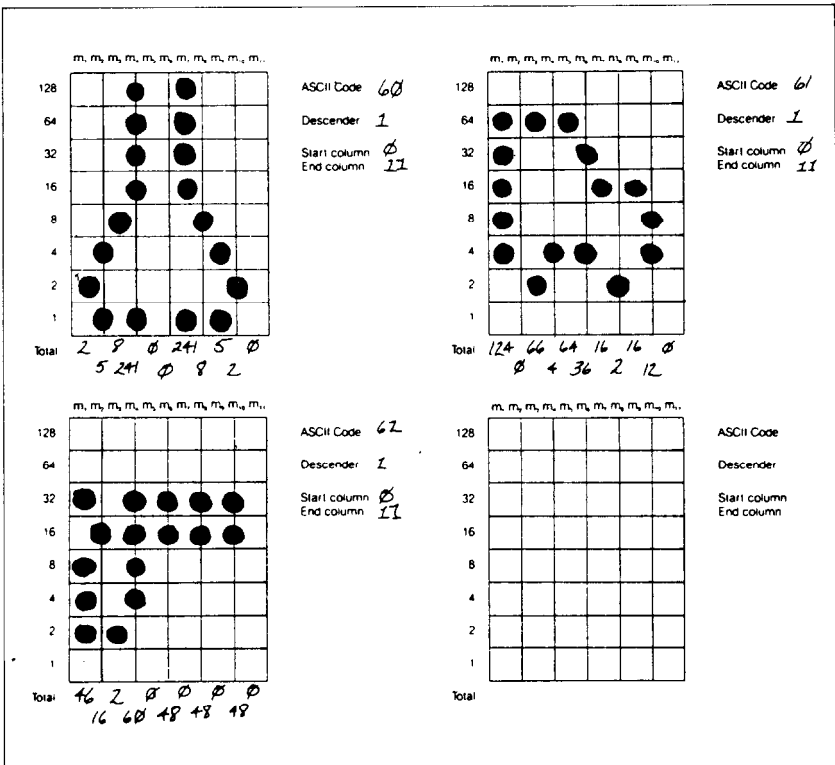 m₁ m₂ m₃ m₄ m₅ m₆ m₇ m₈ m₉ m₁₀ m₁₁
128
64
32
16
8
4
2
1
Total 2 8 Ø 241 5 Ø
5 241 Ø 8 2
ASCII Code 6Ø
Descender 1
Start column Ø
End column 11
m₁ m₂ m₃ m₄ m₅ m₆ m₇ m₈ m₉ m₁₀ m₁₁
128
64
32
16
8
4
2
1
Total 124 66 64 16 16 Ø
Ø 4 36 2 12
ASCII Code 61
Descender 1
Start column Ø
End column 11
m₁ m₂ m₃ m₄ m₅ m₆ m₇ m₈ m₉ m₁₀ m₁₁
128
64
32
16
8
4
2
1
Total 46 2 Ø Ø Ø Ø
16 6Ø 48 48 48
ASCII Code 62
Descender 1
Start column Ø
End column 11
m₁ m₂ m₃ m₄ m₅ m₆ m₇ m₈ m₉ m₁₀ m₁₁
128
64
32
16
8
4
2
1
Total
ASCII Code
Descender
Start column
End column